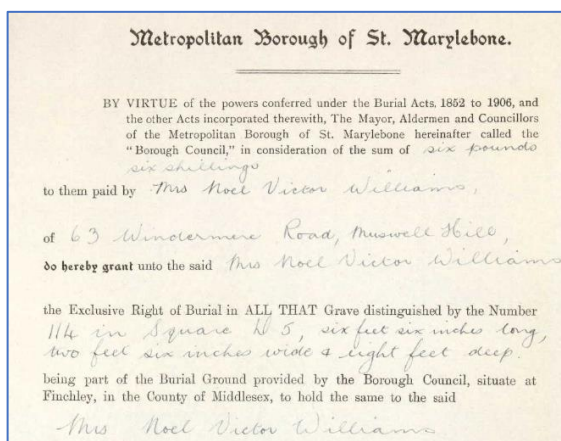 Metropolitan Borough of St. Marylebone.
BY VIRTUE of the powers conferred under the Burial Acts, 1852 to 1906, and
the other Acts incorporated therewith, The Mayor, Aldermen and Councillors
of the Metropolitan Borough of St. Marylebone hereinafter called the
"Borough Council," in consideration of the sum of six pounds
six shillings
to them paid by Mrs Noel Victor Williams,
of 63 Windermere Road, Muswell Hill,
do hereby grant unto the said Mrs Noel Victor Williams
the Exclusive Right of Burial in ALL THAT Grave distinguished by the Number
114 in Square D 5, six feet six inches long,
two feet six inches wide & eight feet deep.
being part of the Burial Ground provided by the Borough Council, situate at
Finchley, in the County of Middlesex, to hold the same to the said
Mrs Noel Victor Williams